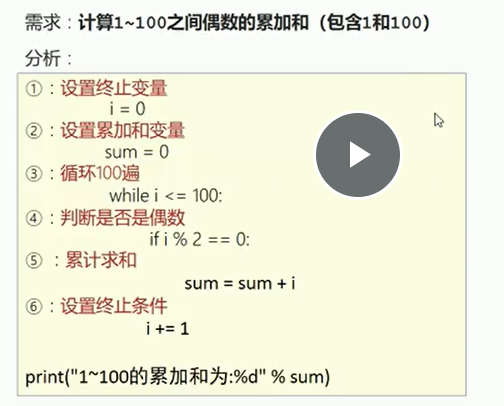 需求：计算1~100之间偶数的累加和（包含1和100）
分析：
①：设置终止变量
i = 0
②：设置累加和变量
sum = 0
③：循环100遍
while i <= 100:
④：判断是否是偶数
if i % 2 == 0:
⑤ ：累计求和
sum = sum + i
⑥：设置终止条件
i += 1
print("1~100的累加和为:%d" % sum)